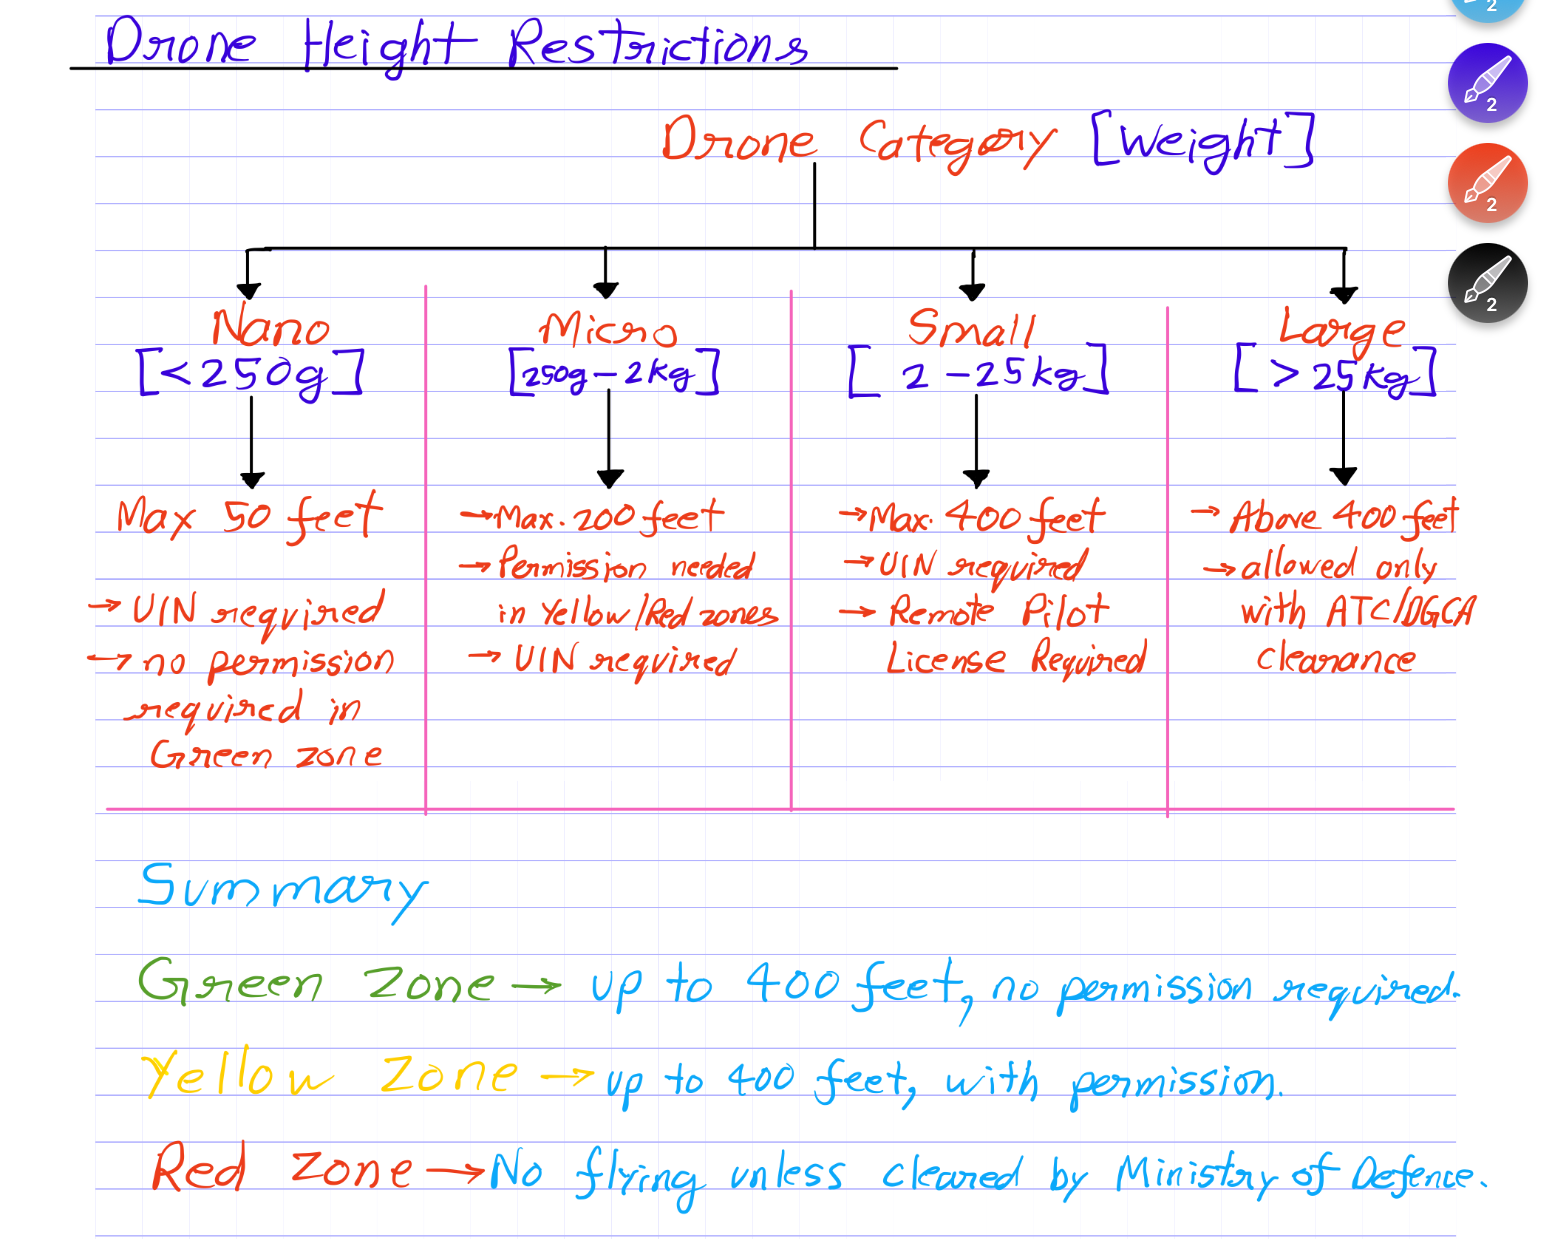 Drone Height Restrictions
Drone Category [Weight]
Nano
[<250g]
Max 50 feet
→ UIN required
→ no permission
required in
Green zone
Micro
[250g-2kg]
→Max. 200 feet
→ Permission needed
in Yellow/Red zones
→ UIN required
Small
[2-25kg]
→Max. 400 feet
→ UIN required
→ Remote Pilot
License Required
Large
[>25kg]
→ Above 400 feet
→ allowed only
with ATC/DGCA
clearance
Summary
Green zone → up to 400 feet, no permission required.
Yellow zone → up to 400 feet, with permission.
Red zone → No flying unless cleared by Ministry of Defence.
2
2
2
2